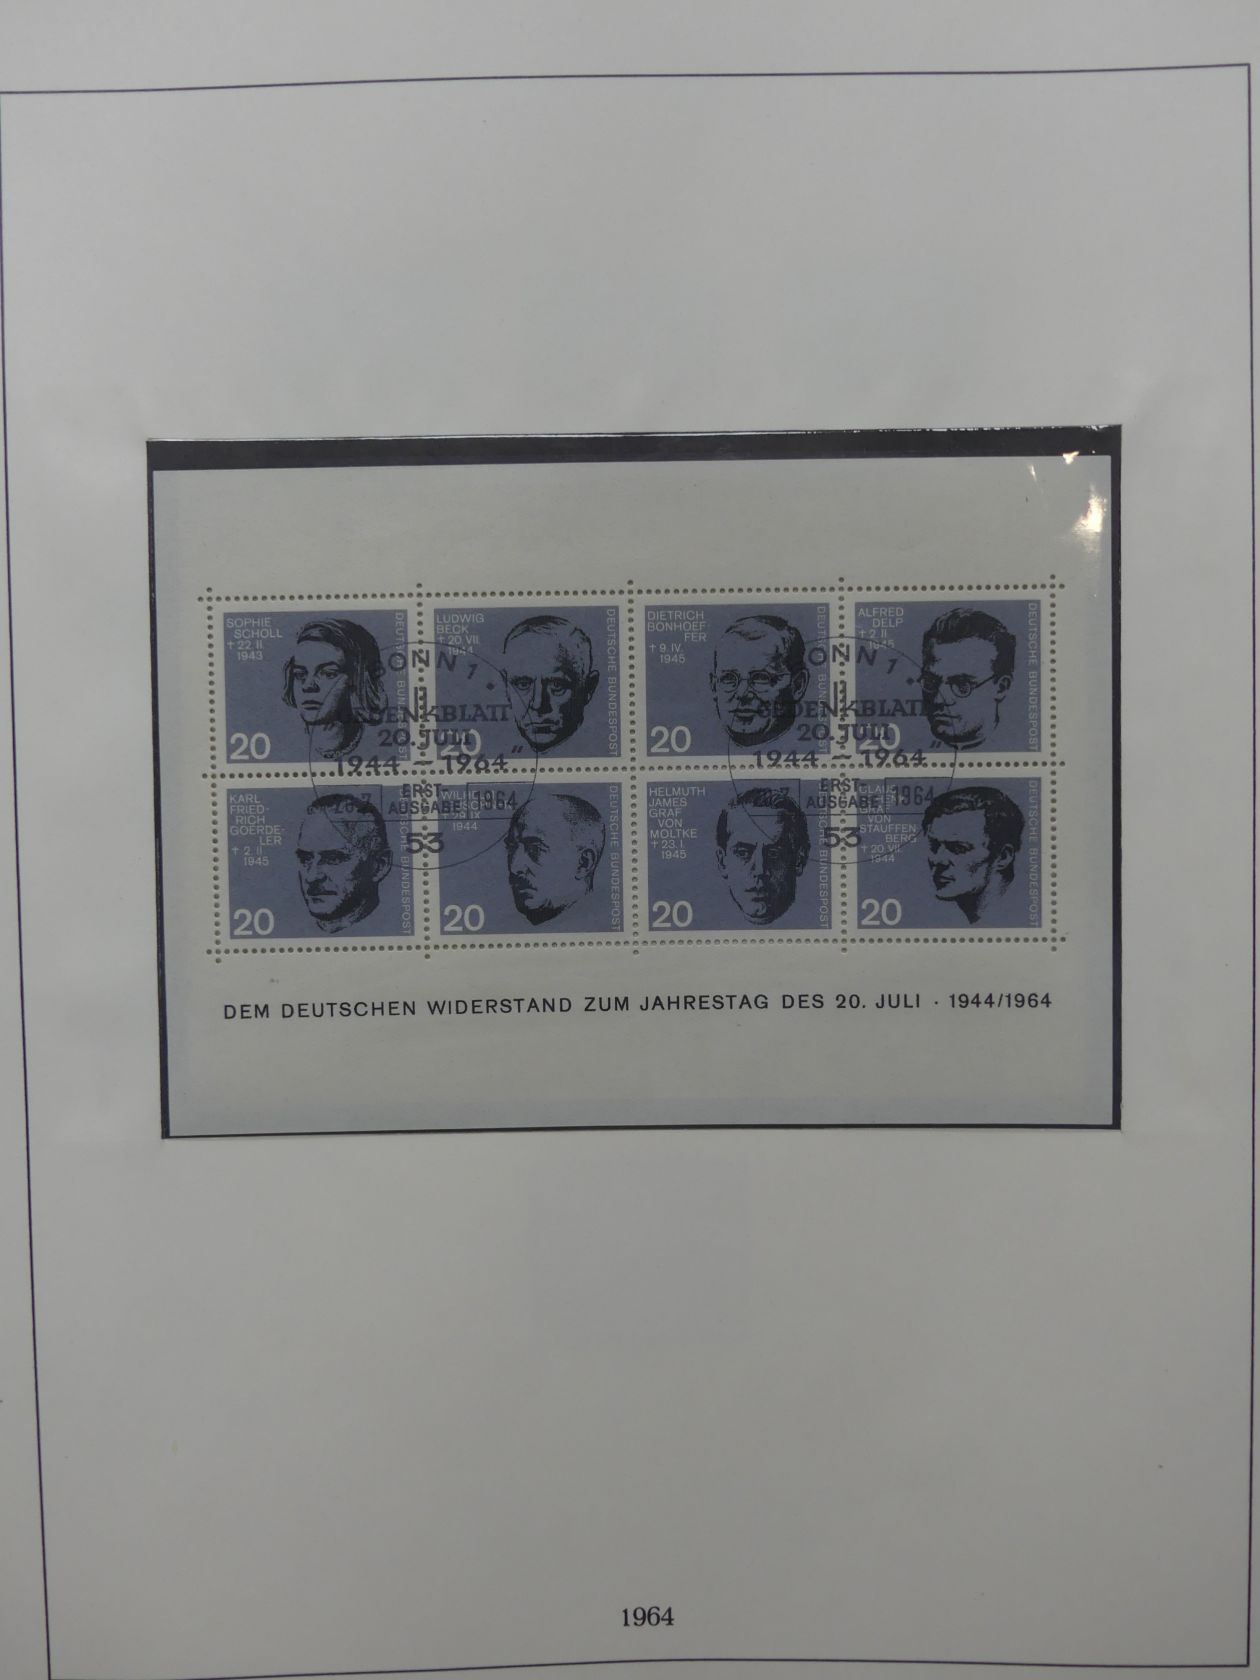 SOPHIE
SCHOLL
† 22. II
1943
DEUTSCHE BUNDESPOST
20
LUDWIG
BECK
† 20. VII.
1944
DEUTSCHE BUNDESPOST
20
DIETRICH
BONHOEF
FER
† 9. IV.
1945
DEUTSCHE BUNDESPOST
20
ALFRED
DELP
† 2. II
1945
DEUTSCHE BUNDESPOST
20
KARL
FRIED-
RICH
GOERDE-
LER
† 2. II
1945
DEUTSCHE BUNDESPOST
20
1944
DEUTSCHE BUNDESPOST
20
HELMUTH
JAMES
GRAF
VON
MOLTKE
† 23. I.
1945
DEUTSCHE BUNDESPOST
20
GRAF
VON
STAUFFEN
BERG
† 20. VII.
1944
DEUTSCHE BUNDESPOST
20
BONN 1
GEDENKBLATT
20. JULI
1944 – 1964"
ERST-
AUSGABE 1964
53
BONN 1
GEDENKBLATT
20. JULI
1944 – 1964"
ERST-
AUSGABE 1964
53
DEM DEUTSCHEN WIDERSTAND ZUM JAHRESTAG DES 20. JULI · 1944/1964
1964